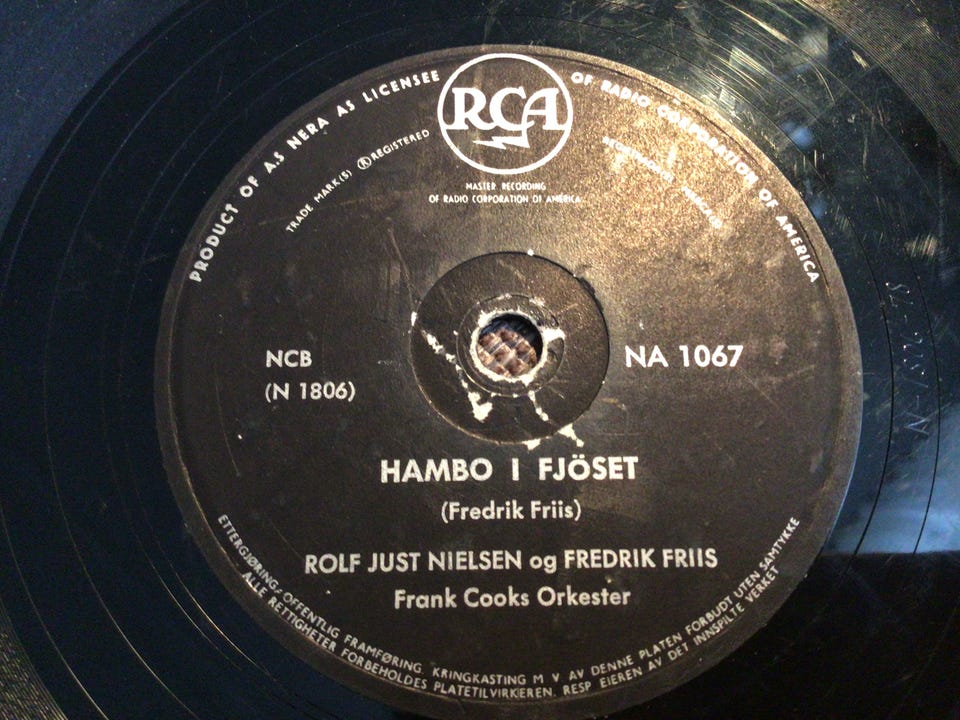 PRODUCT OF A.S NERA AS LICENSEE OF RADIO CORPORATION OF AMERICA
RCA
TRADE MARK(S) ® REGISTERED
MASTER RECORDING
OF RADIO CORPORATION OF AMERICA
NCB
(N 1806)
NA 1067
HAMBO I FJÖSET
(Fredrik Friis)
ROLF JUST NIELSEN og FREDRIK FRIIS
Frank Cooks Orkester
ETTERGJØRING, OFFENTLIG FRAMFØRING, KRINGKASTING M V AV DENNE PLATEN FORBUDT UTEN SAMTYKKE
ALLE RETTIGHETER FORBEHOLDES PLATETILVIRKEREN, RESP EIEREN AV DET INNSPILTE VERKET